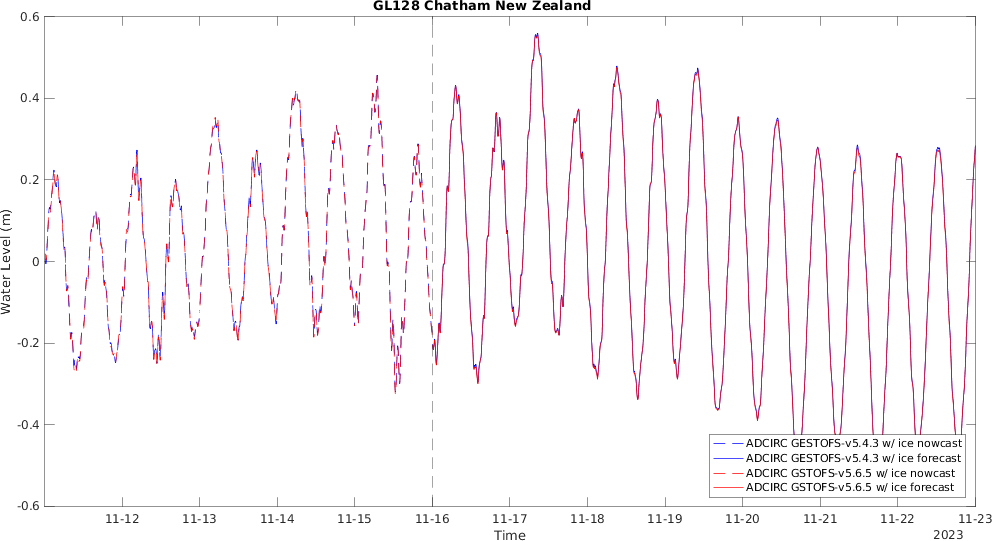 GL128 Chatham New Zealand
0.6
0.4
0.2
0
-0.2
-0.4
-0.6
Water Level (m)
ADCIRC GESTOFS-v5.4.3 w/ ice nowcast
ADCIRC GESTOFS-v5.4.3 w/ ice forecast
ADCIRC GSTOFS-v5.6.5 w/ ice nowcast
ADCIRC GSTOFS-v5.6.5 w/ ice forecast
11-12 11-13 11-14 11-15 11-16 11-17 11-18 11-19 11-20 11-21 11-22 11-23
Time
2023